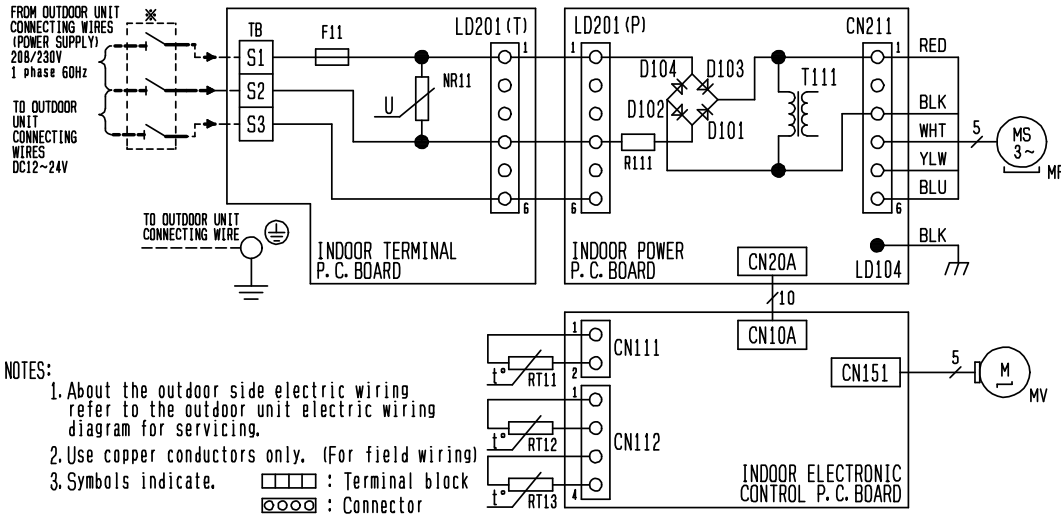 FROM OUTDOOR UNIT
CONNECTING WIRES
(POWER SUPPLY)
208/230V
1 phase 60Hz
TO OUTDOOR
UNIT
CONNECTING
WIRES
DC12~24V
※
TB
S1
S2
S3
F11
U
NR11
LD201(T)
1
6
TO OUTDOOR UNIT
CONNECTING WIRE
INDOOR TERMINAL
P.C.BOARD
LD201(P)
1
6
D104
D103
D102
D101
R111
T111
CN211
1
6
RED
BLK
WHT
YLW
BLU
5
MS
3~
MF
BLK
LD104
INDOOR POWER
P.C.BOARD
CN20A
10
CN10A
1
2
CN111
t°
RT11
1
4
CN112
t°
RT12
t°
RT13
CN151
5
M
MV
INDOOR ELECTRONIC
CONTROL P.C.BOARD
NOTES:
1. About the outdoor side electric wiring
refer to the outdoor unit electric wiring
diagram for servicing.
2. Use copper conductors only. (For field wiring)
3. Symbols indicate.
: Terminal block
: Connector